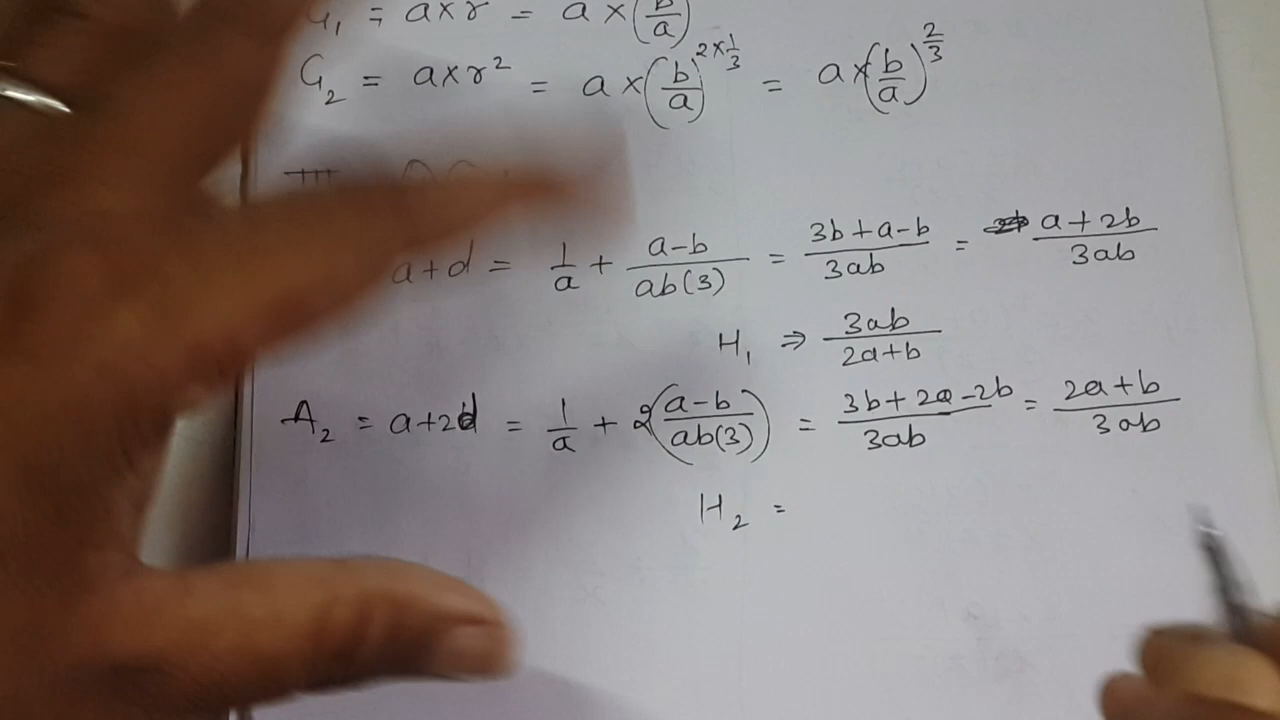 G₁ = a×r = a×(b/a)
G₂ = a×r² = a×(b/a)^(2×1/3) = a×(b/a)^(2/3)
a+d = 1/a + (a-b)/(ab(3)) = (3b+a-b)/(3ab) = (a+2b)/(3ab)
H₁ ⇒ 3ab/(2a+b)
A₂ = a+2d = 1/a + 2((a-b)/(ab(3))) = (3b+2a-2b)/(3ab) = (2a+b)/(3ab)
H₂ =